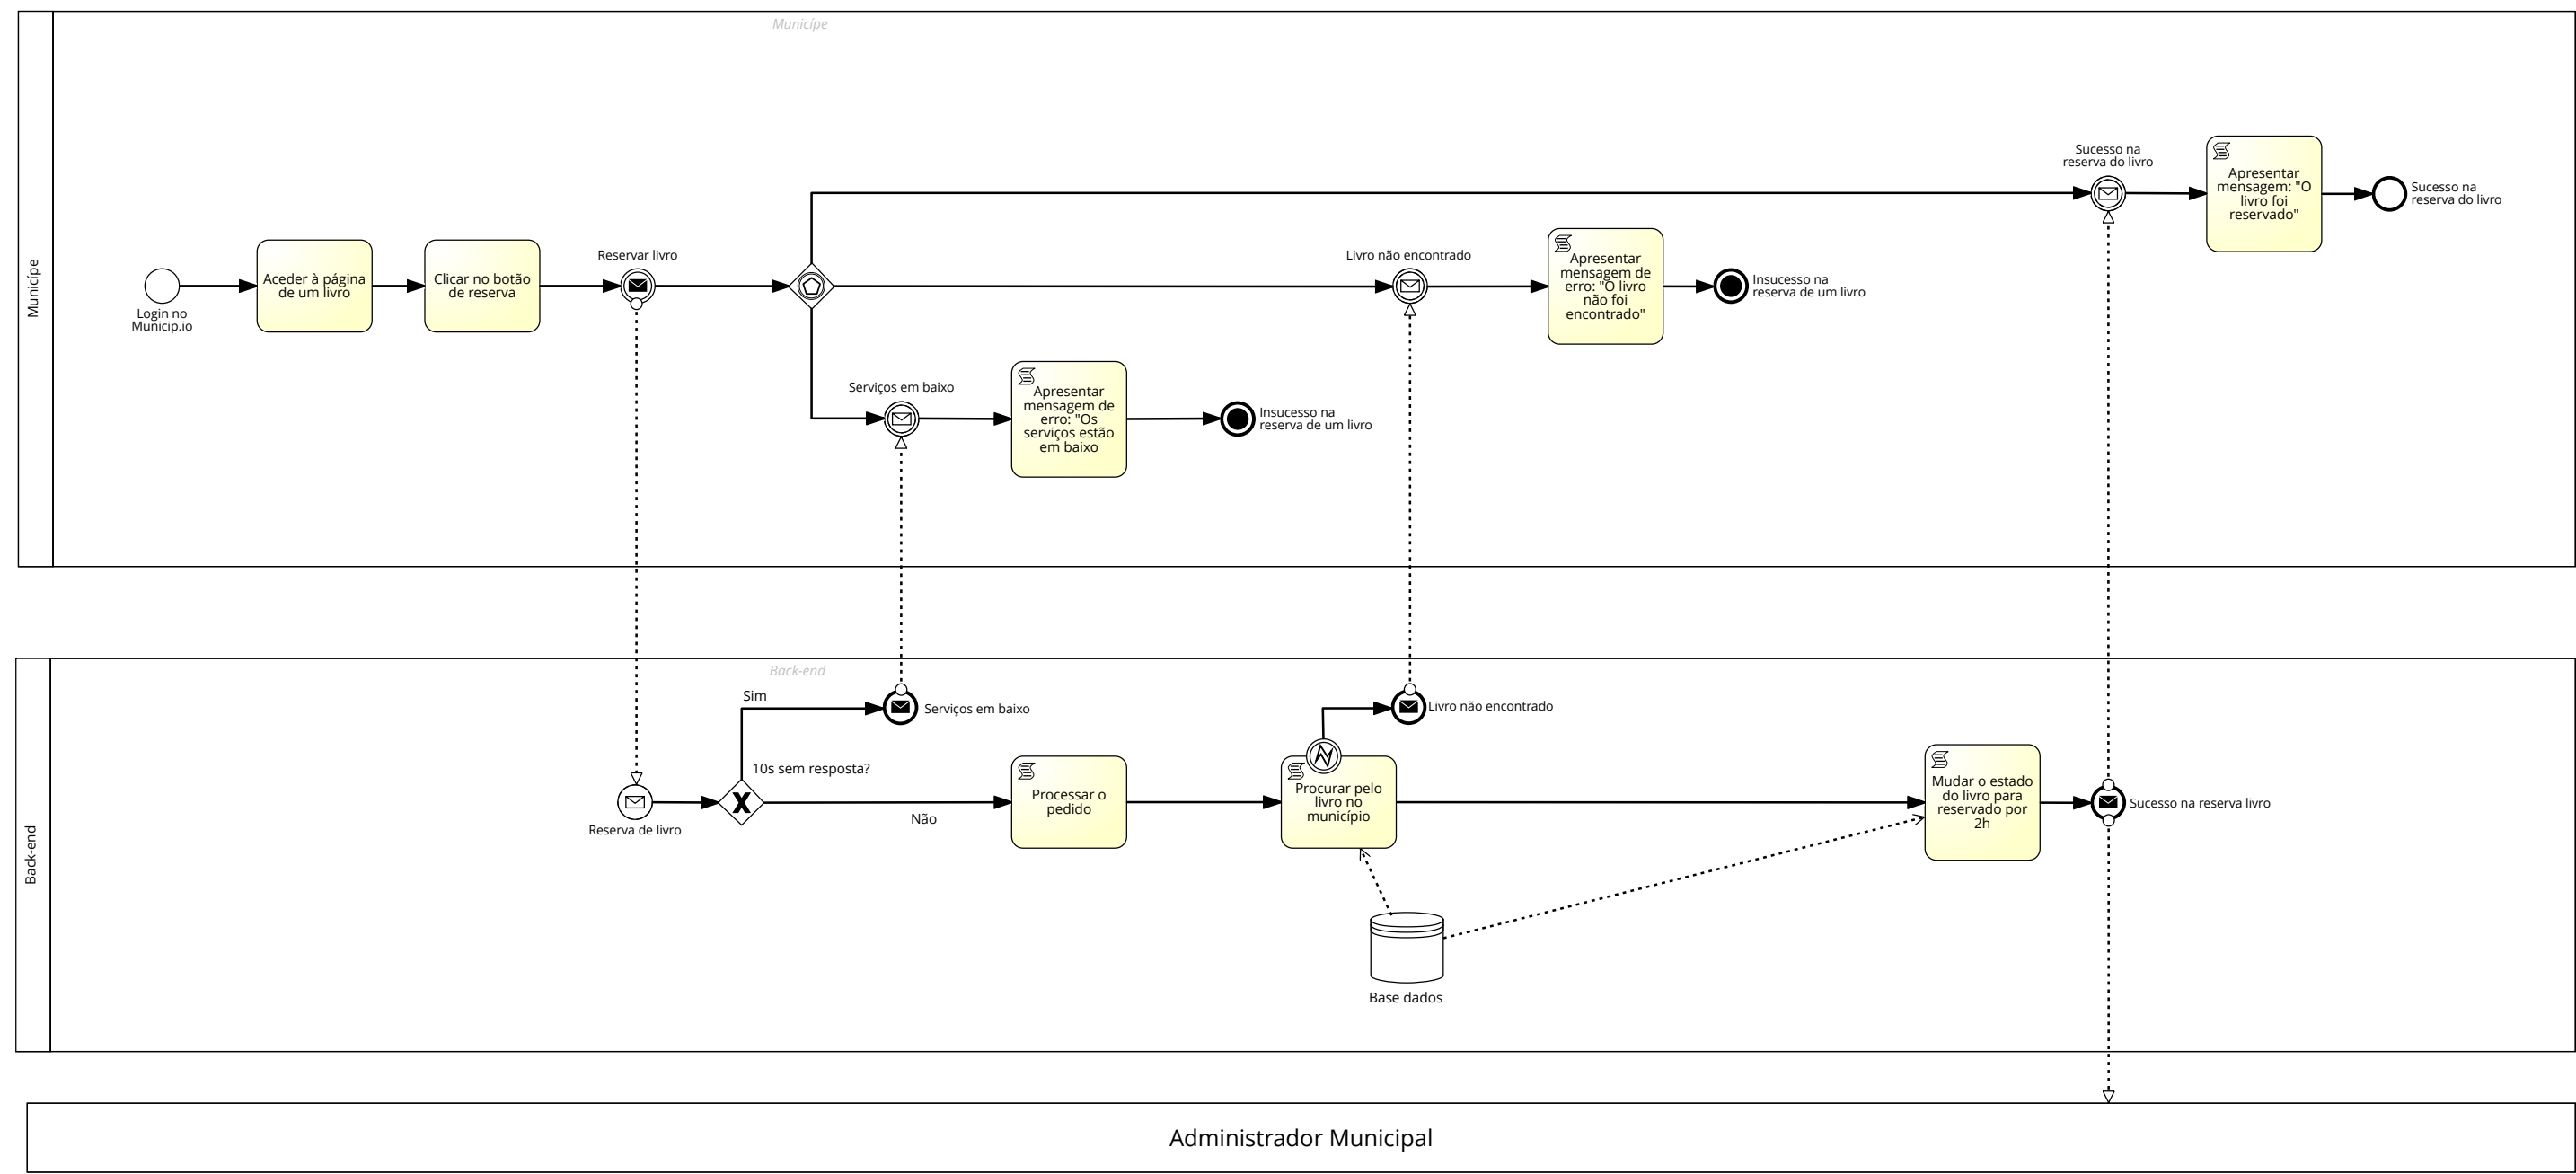 Municípe
Municípe
Login no
Municip.io
Aceder à página
de um livro
Clicar no botão
de reserva
Reservar livro
Serviços em baixo
Apresentar
mensagem de
erro: "Os
serviços estão
em baixo
Insucesso na
reserva de um livro
Livro não encontrado
Apresentar
mensagem de
erro: "O livro
não foi
encontrado"
Insucesso na
reserva de um livro
Sucesso na
reserva do livro
Apresentar
mensagem: "O
livro foi
reservado"
Sucesso na
reserva do livro
Back-end
Back-end
Reserva de livro
Sim
10s sem resposta?
Não
Serviços em baixo
Processar o
pedido
Procurar pelo
livro no
município
Livro não encontrado
Base dados
Mudar o estado
do livro para
reservado por
2h
Sucesso na reserva livro
Administrador Municipal